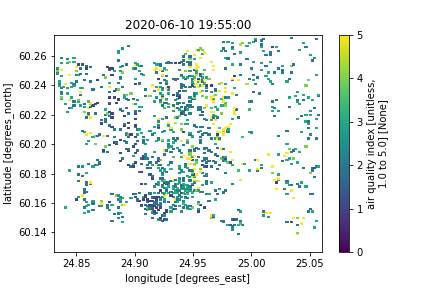 2020-06-10 19:55:00
60.26
60.24
60.22
60.20
60.18
60.16
60.14
latitude [degrees_north]
24.85 24.90 24.95 25.00 25.05
longitude [degrees_east]
5
4
3
2
1
0
air quality index [unitless,
1.0 to 5.0] [None]